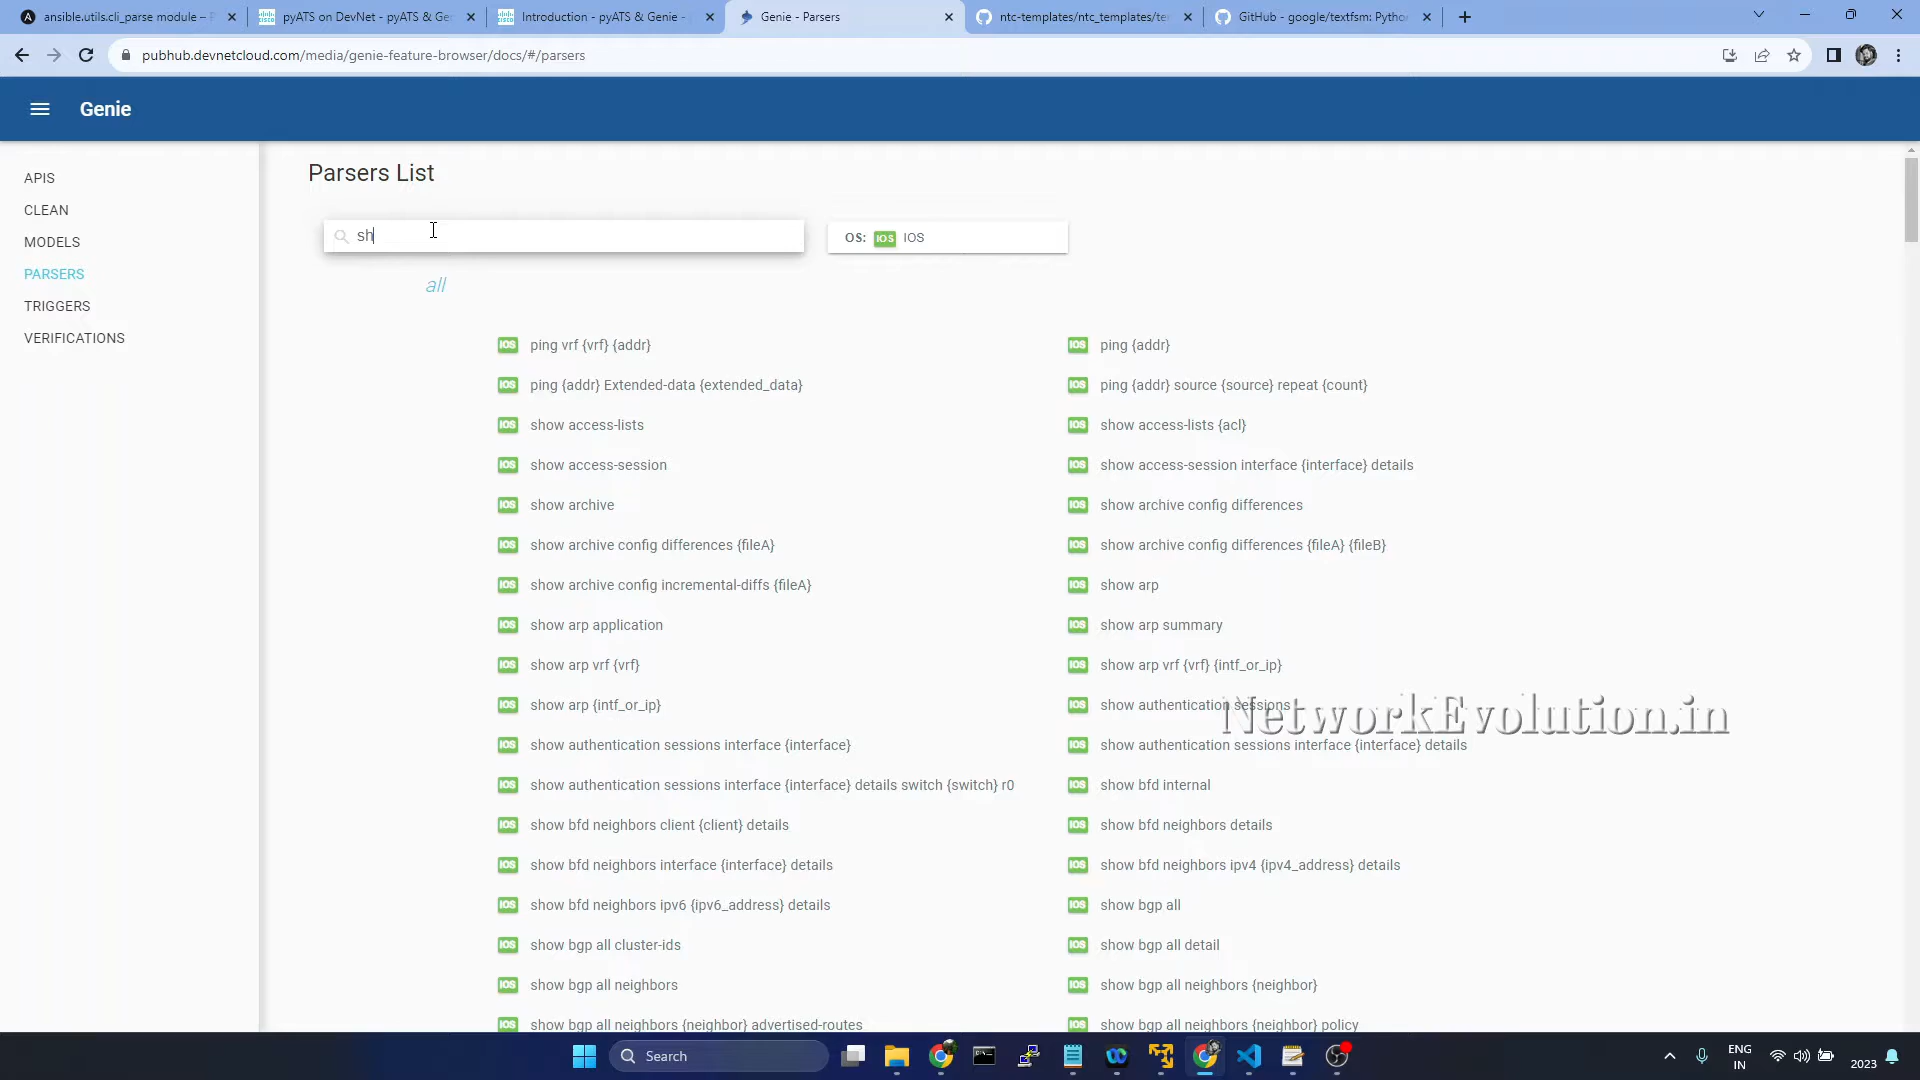 ansible.utils.cli_parse module –
pyATS on DevNet - pyATS & Ge
Introduction - pyATS & Genie -
Genie - Parsers
ntc-templates/ntc_templates/te
GitHub - google/textfsm: Pytho
pubhub.devnetcloud.com/media/genie-feature-browser/docs/#/parsers
Genie
APIS
CLEAN
MODELS
PARSERS
TRIGGERS
VERIFICATIONS
Parsers List
sh
OS: IOS IOS
all
IOS ping vrf {vrf} {addr}
IOS ping {addr}
IOS ping {addr} Extended-data {extended_data}
IOS ping {addr} source {source} repeat {count}
IOS show access-lists
IOS show access-lists {acl}
IOS show access-session
IOS show access-session interface {interface} details
IOS show archive
IOS show archive config differences
IOS show archive config differences {fileA}
IOS show archive config differences {fileA} {fileB}
IOS show archive config incremental-diffs {fileA}
IOS show arp
IOS show arp application
IOS show arp summary
IOS show arp vrf {vrf}
IOS show arp vrf {vrf} {intf_or_ip}
IOS show arp {intf_or_ip}
IOS show authentication sessions
IOS show authentication sessions interface {interface}
IOS show authentication sessions interface {interface} details
IOS show authentication sessions interface {interface} details switch {switch} r0
IOS show bfd internal
IOS show bfd neighbors client {client} details
IOS show bfd neighbors details
IOS show bfd neighbors interface {interface} details
IOS show bfd neighbors ipv4 {ipv4_address} details
IOS show bfd neighbors ipv6 {ipv6_address} details
IOS show bgp all
IOS show bgp all cluster-ids
IOS show bgp all detail
IOS show bgp all neighbors
IOS show bgp all neighbors {neighbor}
IOS show bgp all neighbors {neighbor} advertised-routes
IOS show bgp all neighbors {neighbor} policy
NetworkEvolution.in
Search
ENG
IN
2023